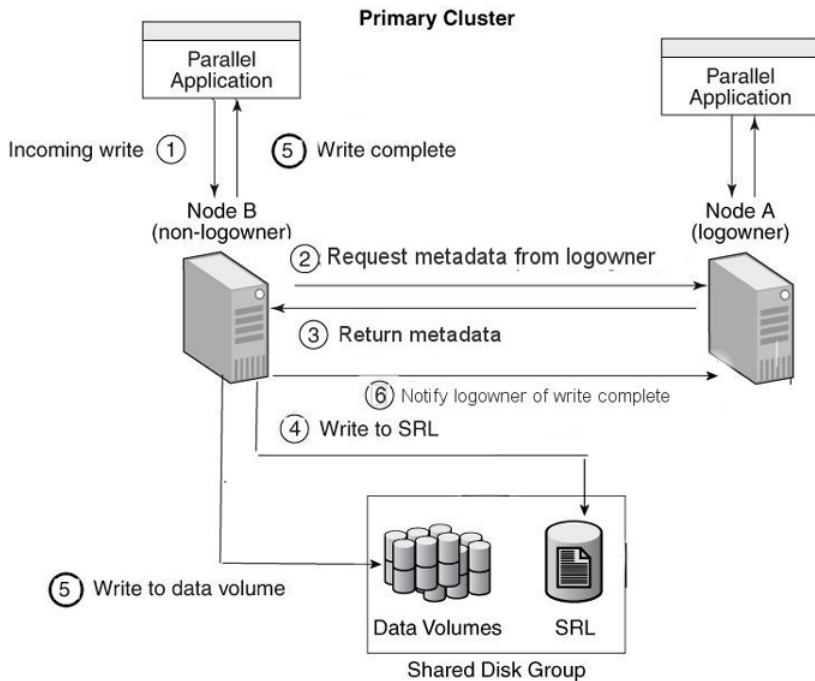 Primary Cluster
Parallel
Application
Parallel
Application
Incoming write 1
5 Write complete
Node B
(non-logowner)
Node A
(logowner)
2 Request metadata from logowner
3 Return metadata
6 Notify logowner of write complete
4 Write to SRL
5 Write to data volume
Data Volumes
SRL
Shared Disk Group